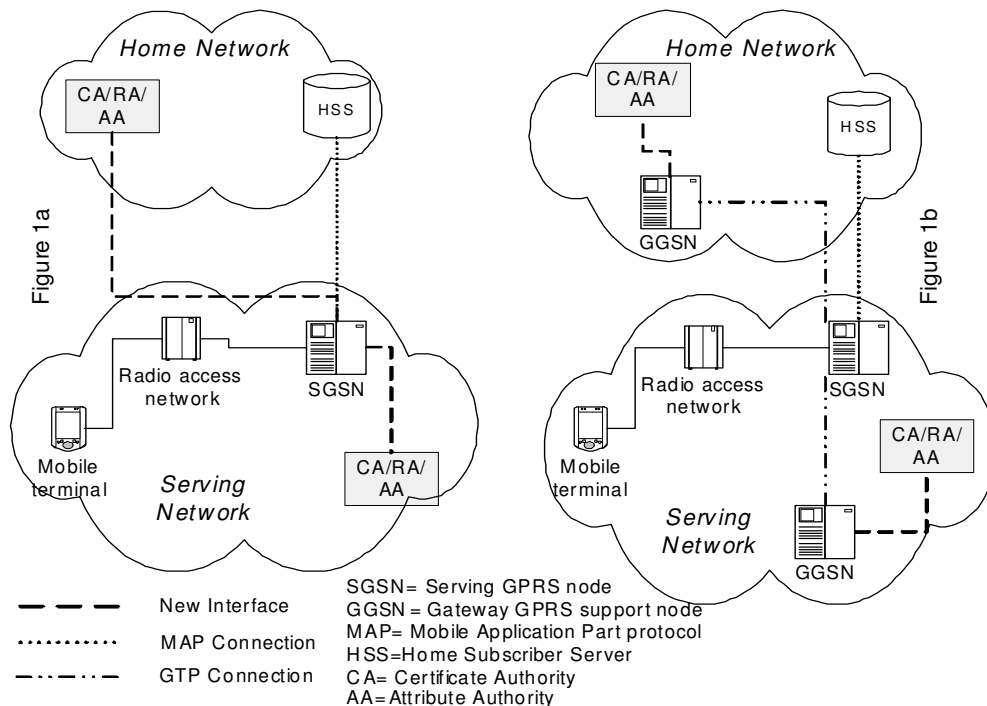 Home Network
CA/RA/
AA
HSS
Figure 1a
Radio access
network
SGSN
Mobile
terminal
CA/RA/
AA
Serving
Network
Home Network
CA/RA/
AA
HSS
GGSN
Figure 1b
Radio access
network
SGSN
Mobile
terminal
CA/RA/
AA
Serving
Network
GGSN
New Interface
MAP Connection
GTP Connection
SGSN= Serving GPRS node
GGSN = Gateway GPRS support node
MAP= Mobile Application Part protocol
HSS=Home Subscriber Server
CA= Certificate Authority
AA=Attribute Authority